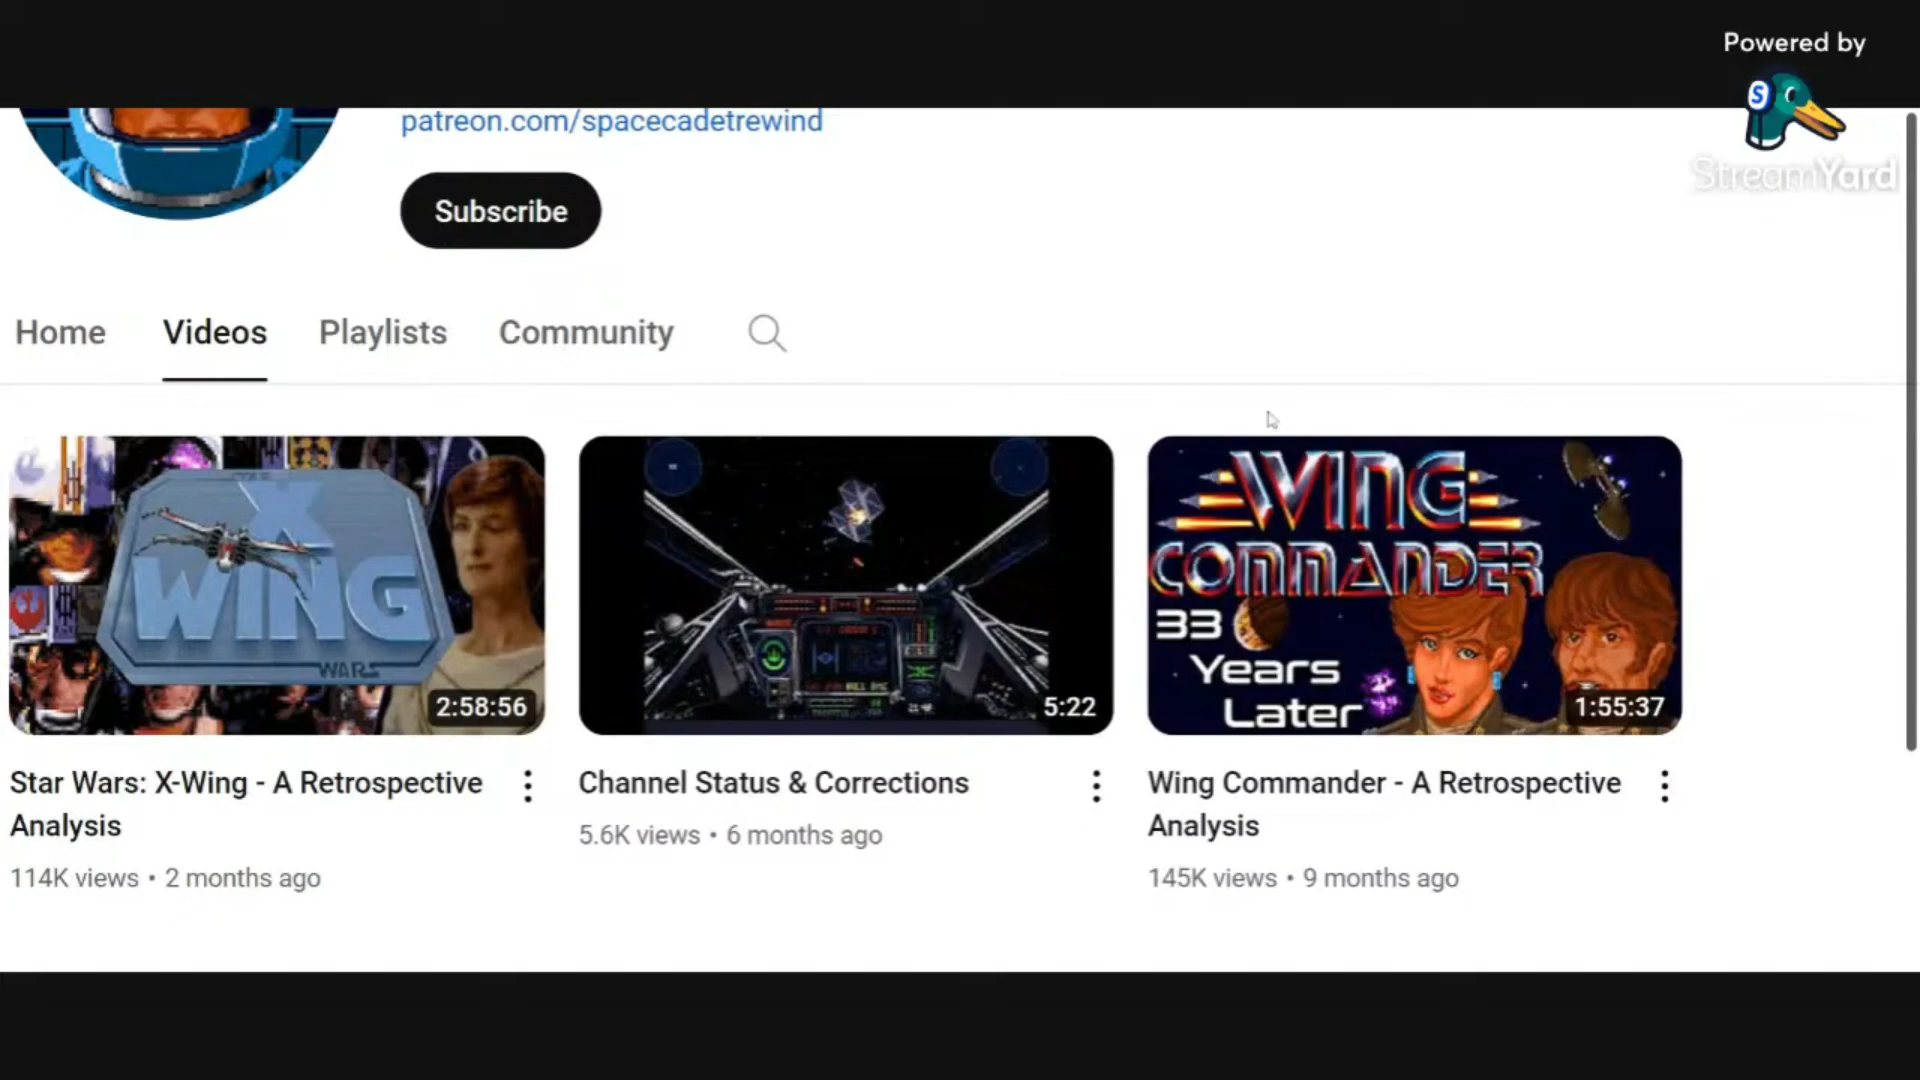 Powered by
S
StreamYard
patreon.com/spacecadetrewind
Subscribe
Home Videos Playlists Community
X
WING
WARS
2:58:56
5:22
WING
COMMANDER
33
Years
Later
1:55:37
Star Wars: X-Wing - A Retrospective
Analysis
114K views • 2 months ago
Channel Status & Corrections
5.6K views • 6 months ago
Wing Commander - A Retrospective
Analysis
145K views • 9 months ago